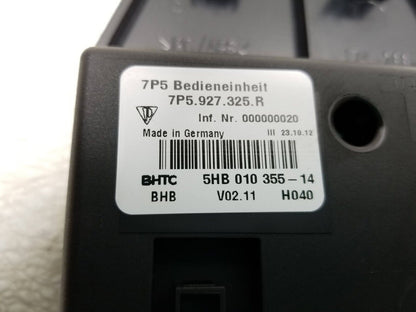 7P5 Bedieneinheit
7P5.927.325.R
Inf. Nr. 000000020
Made in Germany III 23.10.12
BHTC 5HB 010 355-14
BHB V02.11 H040